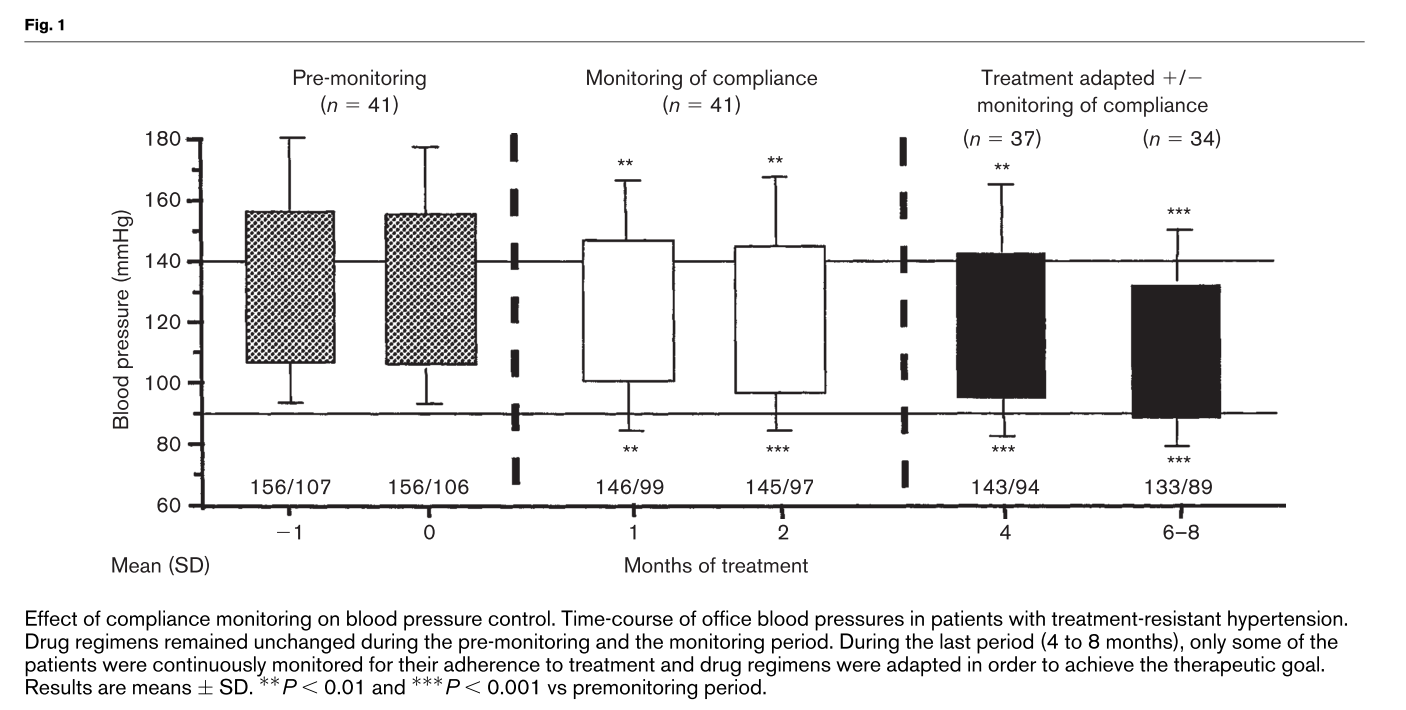 Fig. 1
Pre-monitoring
(n = 41)
Monitoring of compliance
(n = 41)
Treatment adapted +/−
monitoring of compliance
(n = 37)
(n = 34)
Blood pressure (mmHg)
180
160
140
120
100
80
60
**
**
**
***
**
***
***
***
156/107
156/106
146/99
145/97
143/94
133/89
−1
0
1
2
4
6–8
Mean (SD)
Months of treatment
Effect of compliance monitoring on blood pressure control. Time-course of office blood pressures in patients with treatment-resistant hypertension.
Drug regimens remained unchanged during the pre-monitoring and the monitoring period. During the last period (4 to 8 months), only some of the
patients were continuously monitored for their adherence to treatment and drug regimens were adapted in order to achieve the therapeutic goal.
Results are means ± SD. **P < 0.01 and ***P < 0.001 vs premonitoring period.